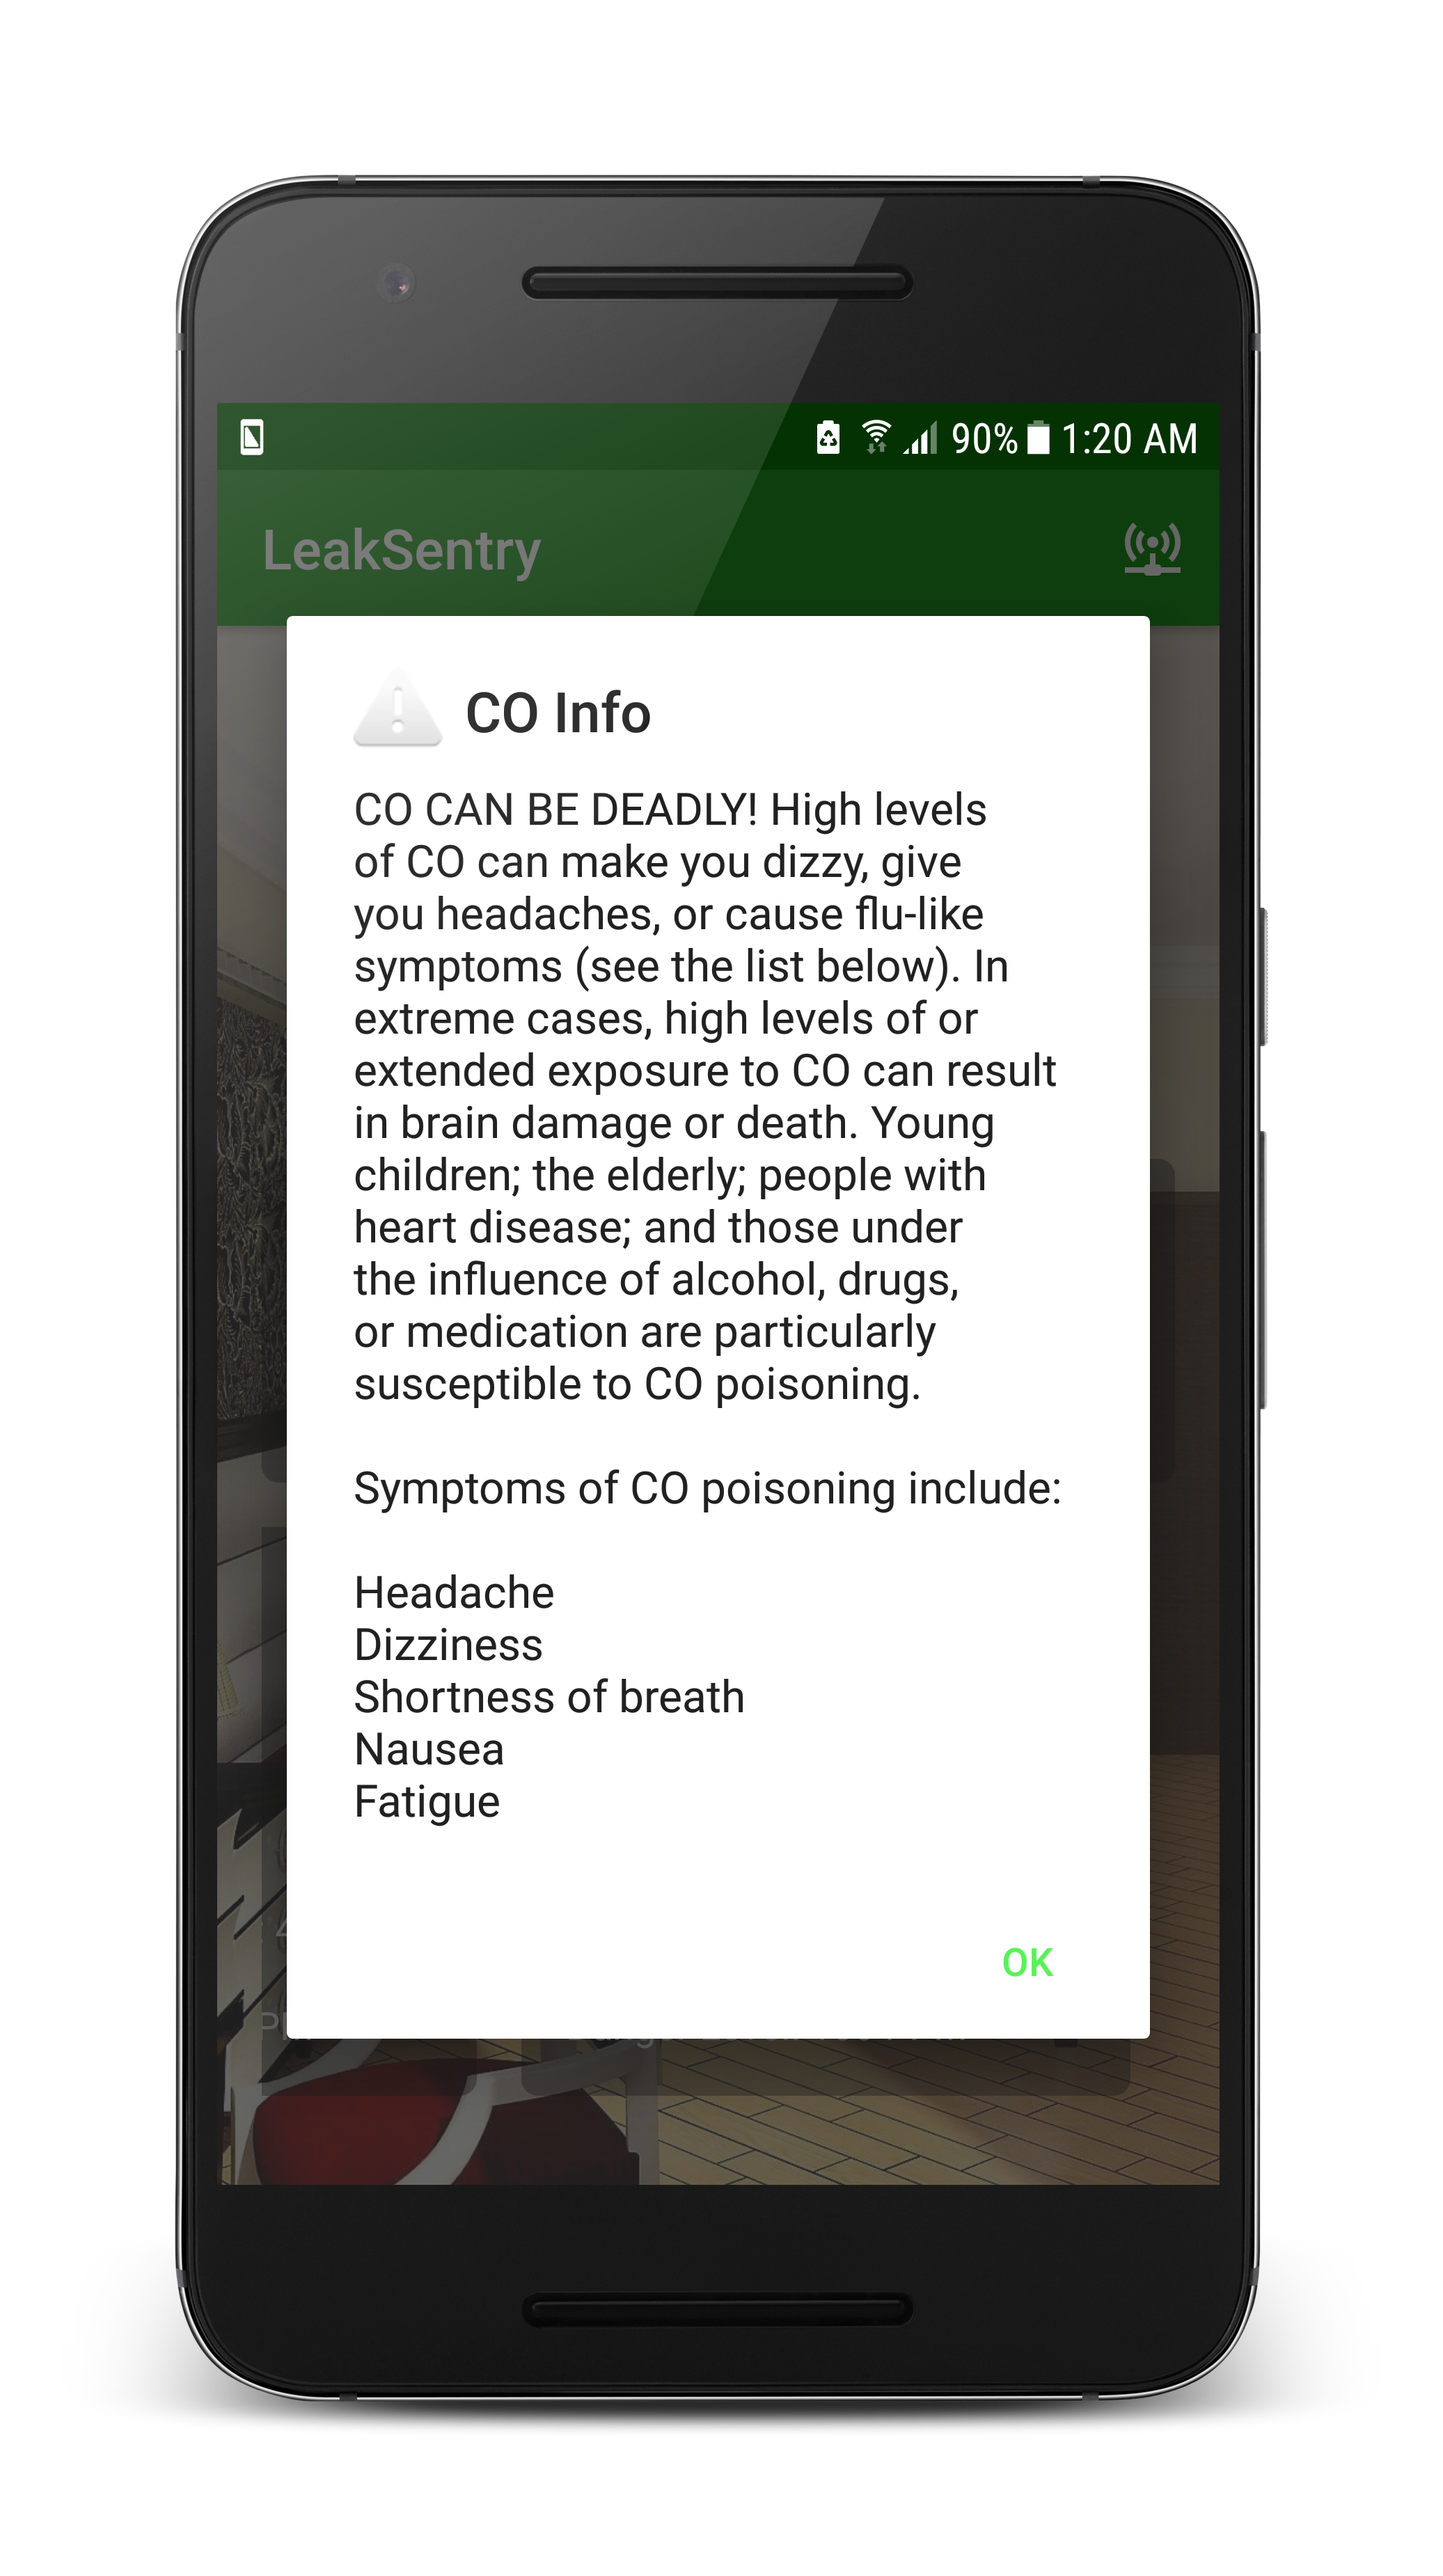 90% 1:20 AM
LeakSentry
CO Info
CO CAN BE DEADLY! High levels
of CO can make you dizzy, give
you headaches, or cause flu-like
symptoms (see the list below). In
extreme cases, high levels of or
extended exposure to CO can result
in brain damage or death. Young
children; the elderly; people with
heart disease; and those under
the influence of alcohol, drugs,
or medication are particularly
susceptible to CO poisoning.
Symptoms of CO poisoning include:
Headache
Dizziness
Shortness of breath
Nausea
Fatigue
OK